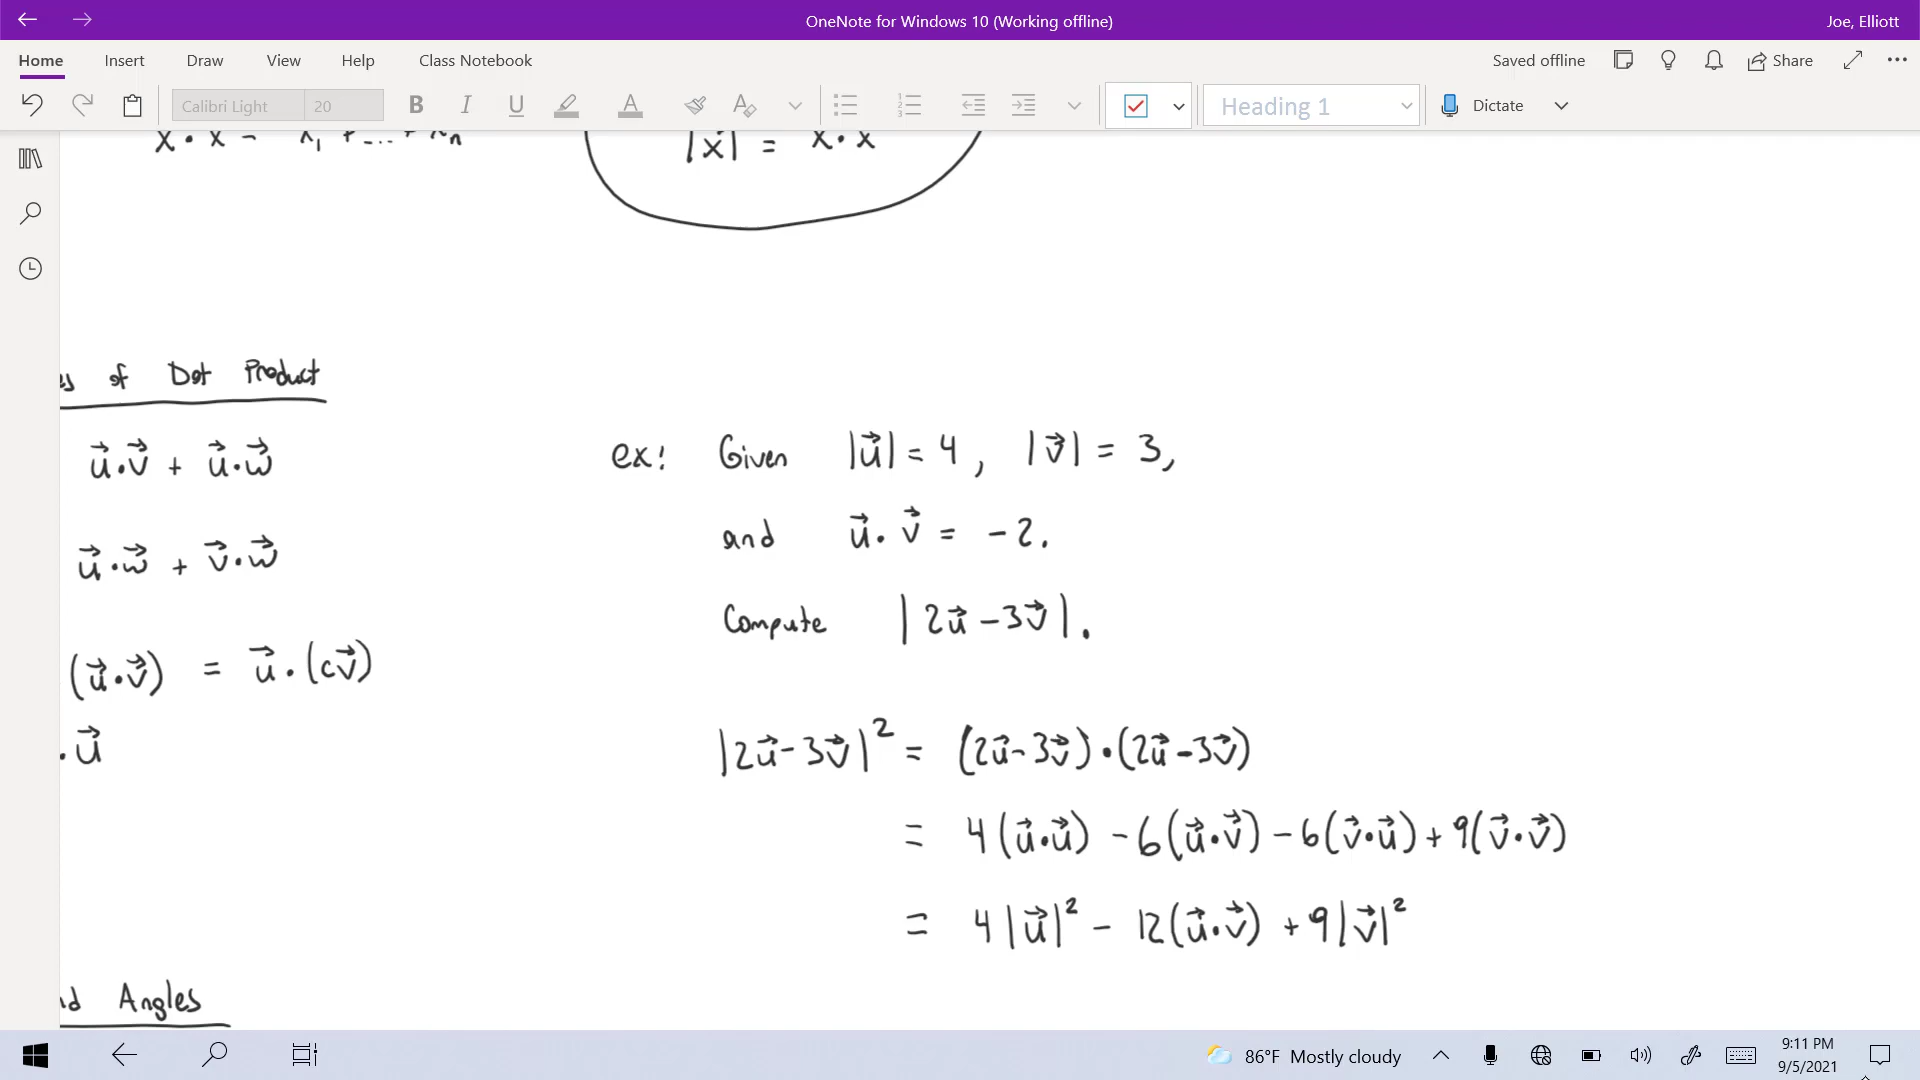 OneNote for Windows 10 (Working offline)
Joe, Elliott
Home Insert Draw View Help Class Notebook
Saved offline
Share
Calibri Light 20 B I U A
Heading 1
Dictate
|x⃗| = x⃗·x⃗
of Dot Product
u⃗·v⃗ + u⃗·w⃗
u⃗·w⃗ + v⃗·w⃗
(u⃗·v⃗) = u⃗·(cv⃗)
·u⃗
ex: Given |u⃗| = 4, |v⃗| = 3,
and u⃗·v⃗ = -2.
Compute |2u⃗ - 3v⃗|.
|2u⃗ - 3v⃗|² = (2u⃗ - 3v⃗)·(2u⃗ - 3v⃗)
= 4(u⃗·u⃗) - 6(u⃗·v⃗) - 6(v⃗·u⃗) + 9(v⃗·v⃗)
= 4|u⃗|² - 12(u⃗·v⃗) + 9|v⃗|²
Angles
86°F Mostly cloudy
9:11 PM
9/5/2021